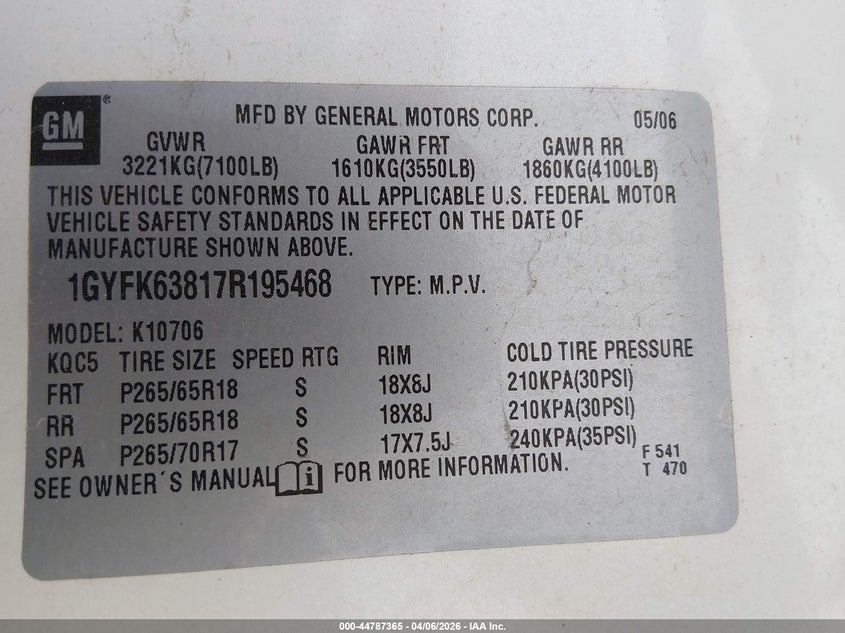 GM
MFD BY GENERAL MOTORS CORP. 05/06
GVWR GAWR FRT GAWR RR
3221KG(7100LB) 1610KG(3550LB) 1860KG(4100LB)
THIS VEHICLE CONFORMS TO ALL APPLICABLE U.S. FEDERAL MOTOR
VEHICLE SAFETY STANDARDS IN EFFECT ON THE DATE OF
MANUFACTURE SHOWN ABOVE.
1GYFK63817R195468 TYPE: M.P.V.
MODEL: K10706
KQC5 TIRE SIZE SPEED RTG RIM COLD TIRE PRESSURE
FRT P265/65R18 S 18X8J 210KPA(30PSI)
RR P265/65R18 S 18X8J 210KPA(30PSI)
SPA P265/70R17 S 17X7.5J 240KPA(35PSI)
F 541
SEE OWNER´S MANUAL i FOR MORE INFORMATION. T 470
000-44787365 - 04/06/2026 - IAA Inc.